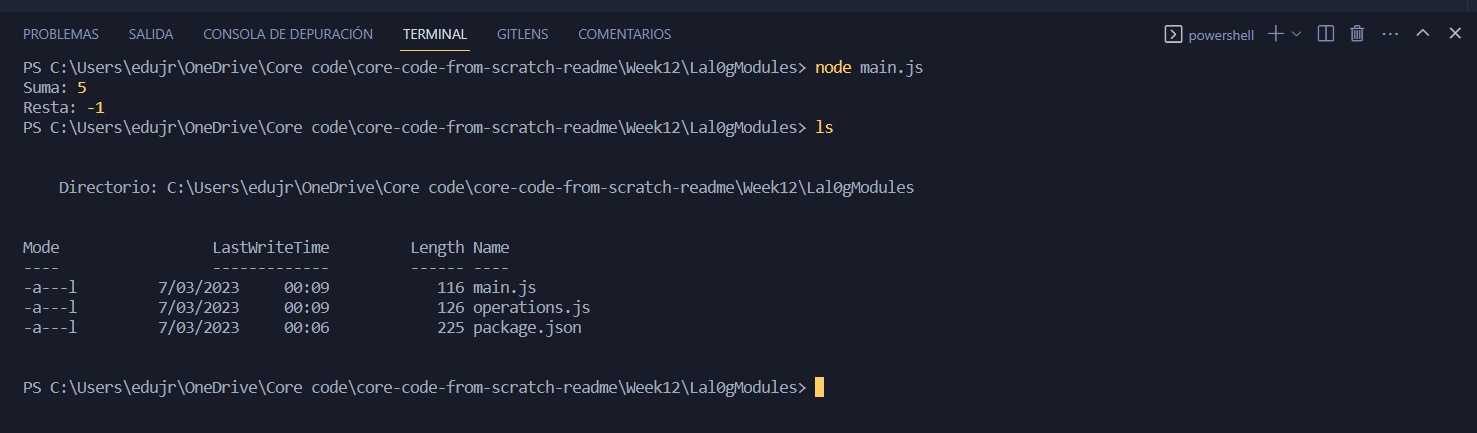 PROBLEMAS SALIDA CONSOLA DE DEPURACIÓN TERMINAL GITLENS COMENTARIOS powershell
PS C:\Users\edujr\OneDrive\Core code\core-code-from-scratch-readme\Week12\Lal0gModules> node main.js
Suma: 5
Resta: -1
PS C:\Users\edujr\OneDrive\Core code\core-code-from-scratch-readme\Week12\Lal0gModules> ls
Directorio: C:\Users\edujr\OneDrive\Core code\core-code-from-scratch-readme\Week12\Lal0gModules
Mode                 LastWriteTime         Length Name
----                 -------------         ------ ----
-a---l         7/03/2023     00:09            116 main.js
-a---l         7/03/2023     00:09            126 operations.js
-a---l         7/03/2023     00:06            225 package.json
PS C:\Users\edujr\OneDrive\Core code\core-code-from-scratch-readme\Week12\Lal0gModules>